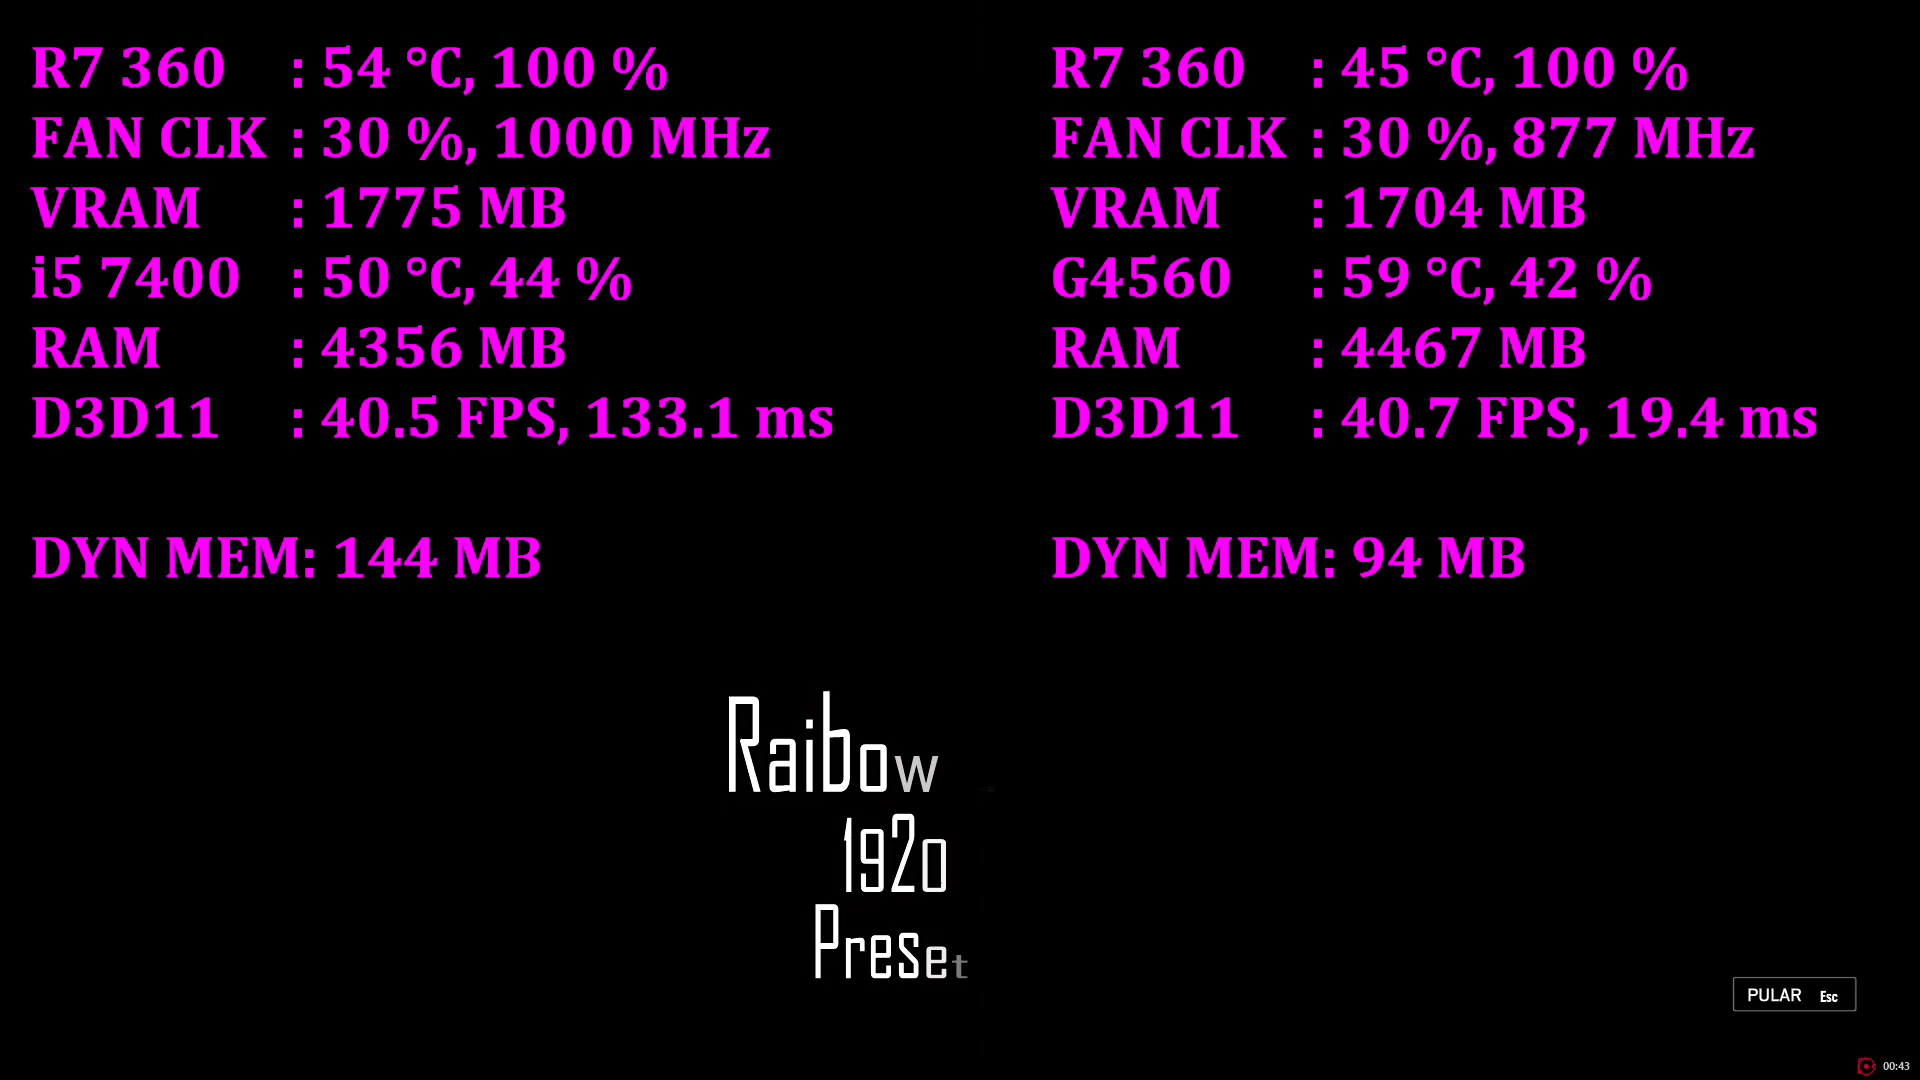 R7 360 : 54 °C, 100 %
FAN CLK : 30 %, 1000 MHz
VRAM : 1775 MB
i5 7400 : 50 °C, 44 %
RAM : 4356 MB
D3D11 : 40.5 FPS, 133.1 ms
DYN MEM: 144 MB
R7 360 : 45 °C, 100 %
FAN CLK : 30 %, 877 MHz
VRAM : 1704 MB
G4560 : 59 °C, 42 %
RAM : 4467 MB
D3D11 : 40.7 FPS, 19.4 ms
DYN MEM: 94 MB
Raibow
1920
Preset
PULAR Esc
00:43